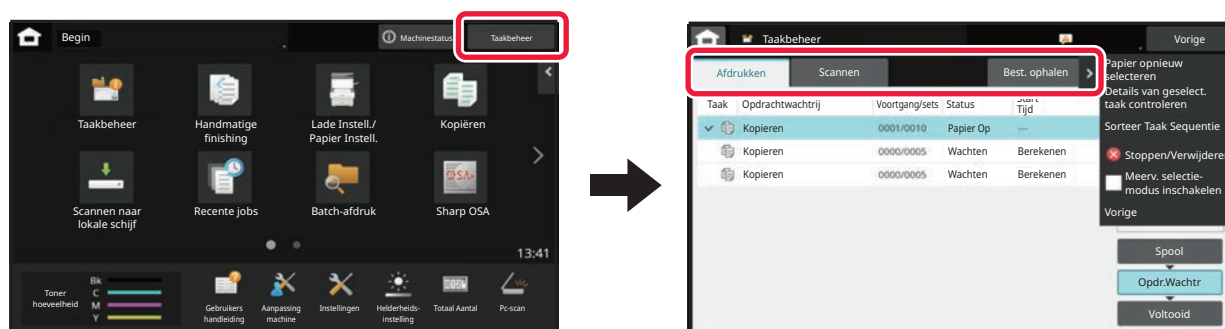 Begin
Machinestatus
Taakbeheer
Taakbeheer
Handmatige
finishing
Lade Instell./
Papier Instell.
Kopiëren
Scannen naar
lokale schijf
Recente jobs
Batch-afdruk
Sharp OSA
13:41
Toner
hoeveelheid
Bk
C
M
Y
Gebruikers
handleiding
Aanpassing
machine
Instellingen
Helderheids-
instelling
Totaal Aantal
Pc-scan
Taakbeheer
Vorige
Afdrukken
Scannen
Best. ophalen
Papier opnieuw
selecteren
Details van geselect.
taak controleren
Sorteer Taak Sequentie
Stoppen/Verwijdere
Meerv. selectie-
modus inschakelen
Vorige
Taak Opdrachtwachtrij Voortgang/sets Status Start
Tijd
Kopieren 0001/0010 Papier Op ---
Kopieren 0000/0005 Wachten Berekenen
Kopieren 0000/0005 Wachten Berekenen
Spool
Opdr.Wachtr
Voltooid